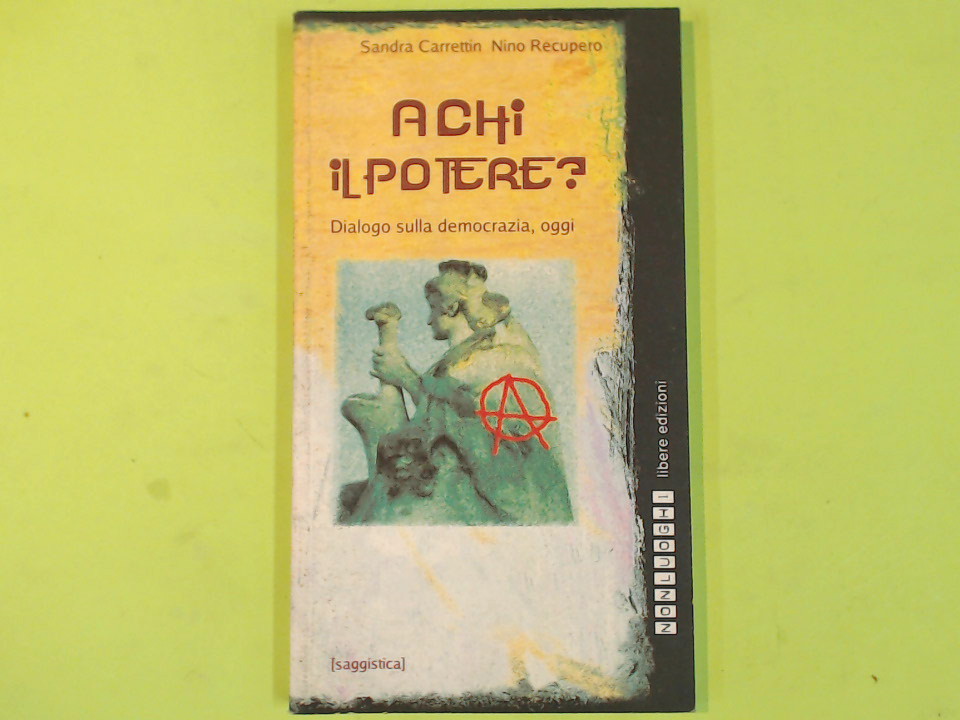 Sandra Carrettin Nino Recupero
A CHI
IL POTERE?
Dialogo sulla democrazia, oggi
A
[saggistica]
NONLUOGHI libere edizioni